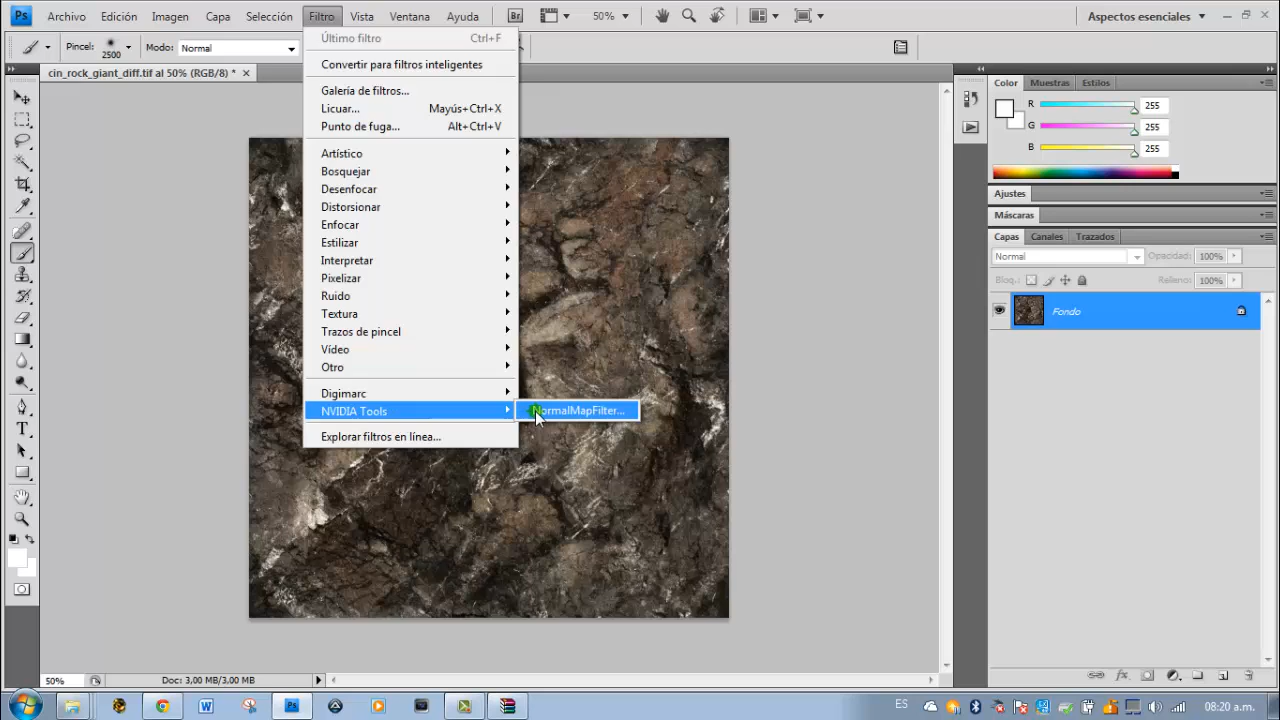 Ps Archivo Edición Imagen Capa Selección Filtro Vista Ventana Ayuda Br 50% Aspectos esenciales
Pincel: 2500 Modo: Normal
cin_rock_giant_diff.tif al 50% (RGB/8) *
Último filtro Ctrl+F
Convertir para filtros inteligentes
Galería de filtros...
Licuar... Mayús+Ctrl+X
Punto de fuga... Alt+Ctrl+V
Artístico
Bosquejar
Desenfocar
Distorsionar
Enfocar
Estilizar
Interpretar
Pixelizar
Ruido
Textura
Trazos de pincel
Vídeo
Otro
Digimarc
NVIDIA Tools
NormalMapFilter...
Explorar filtros en línea...
Color Muestras Estilos
R 255
G 255
B 255
Ajustes
Máscaras
Capas Canales Trazados
Normal Opacidad: 100%
Bloq.: Relleno: 100%
Fondo
50% Doc: 3,00 MB/3,00 MB
ES 08:20 a.m.